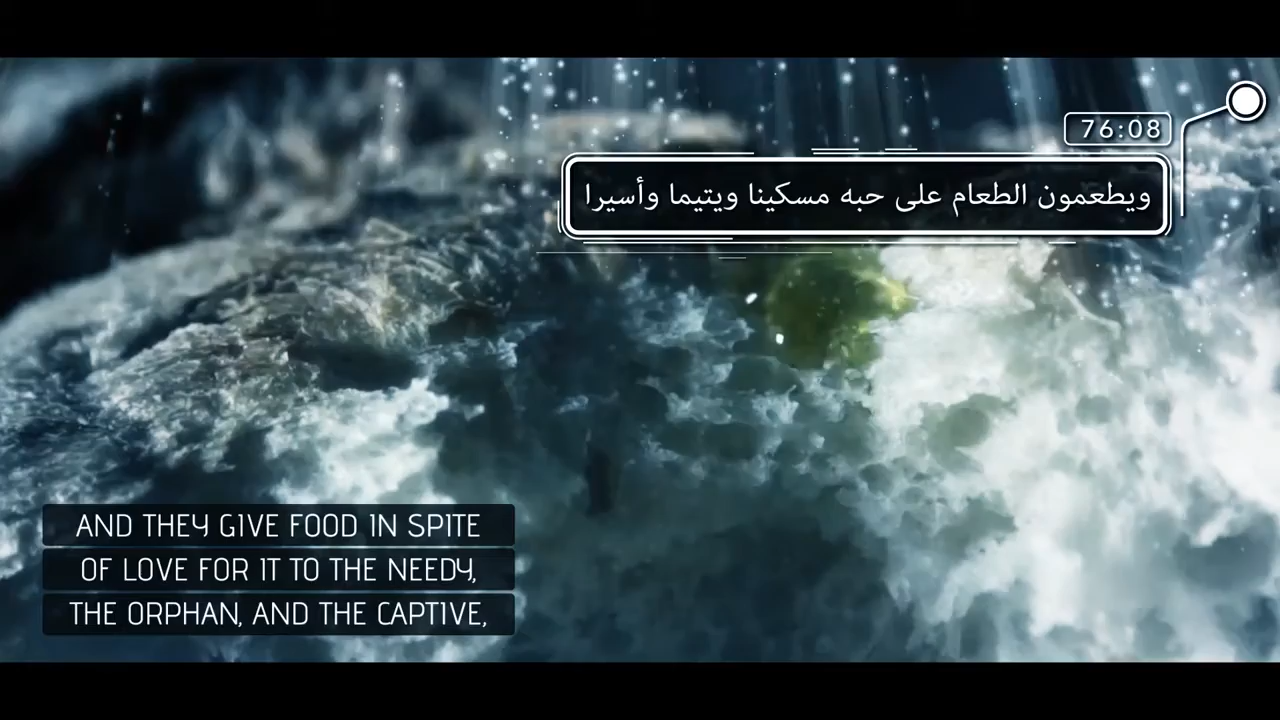 76:08
ويطعمون الطعام على حبه مسكينا ويتيما وأسيرا
AND THEY GIVE FOOD IN SPITE
OF LOVE FOR IT TO THE NEEDY,
THE ORPHAN, AND THE CAPTIVE,